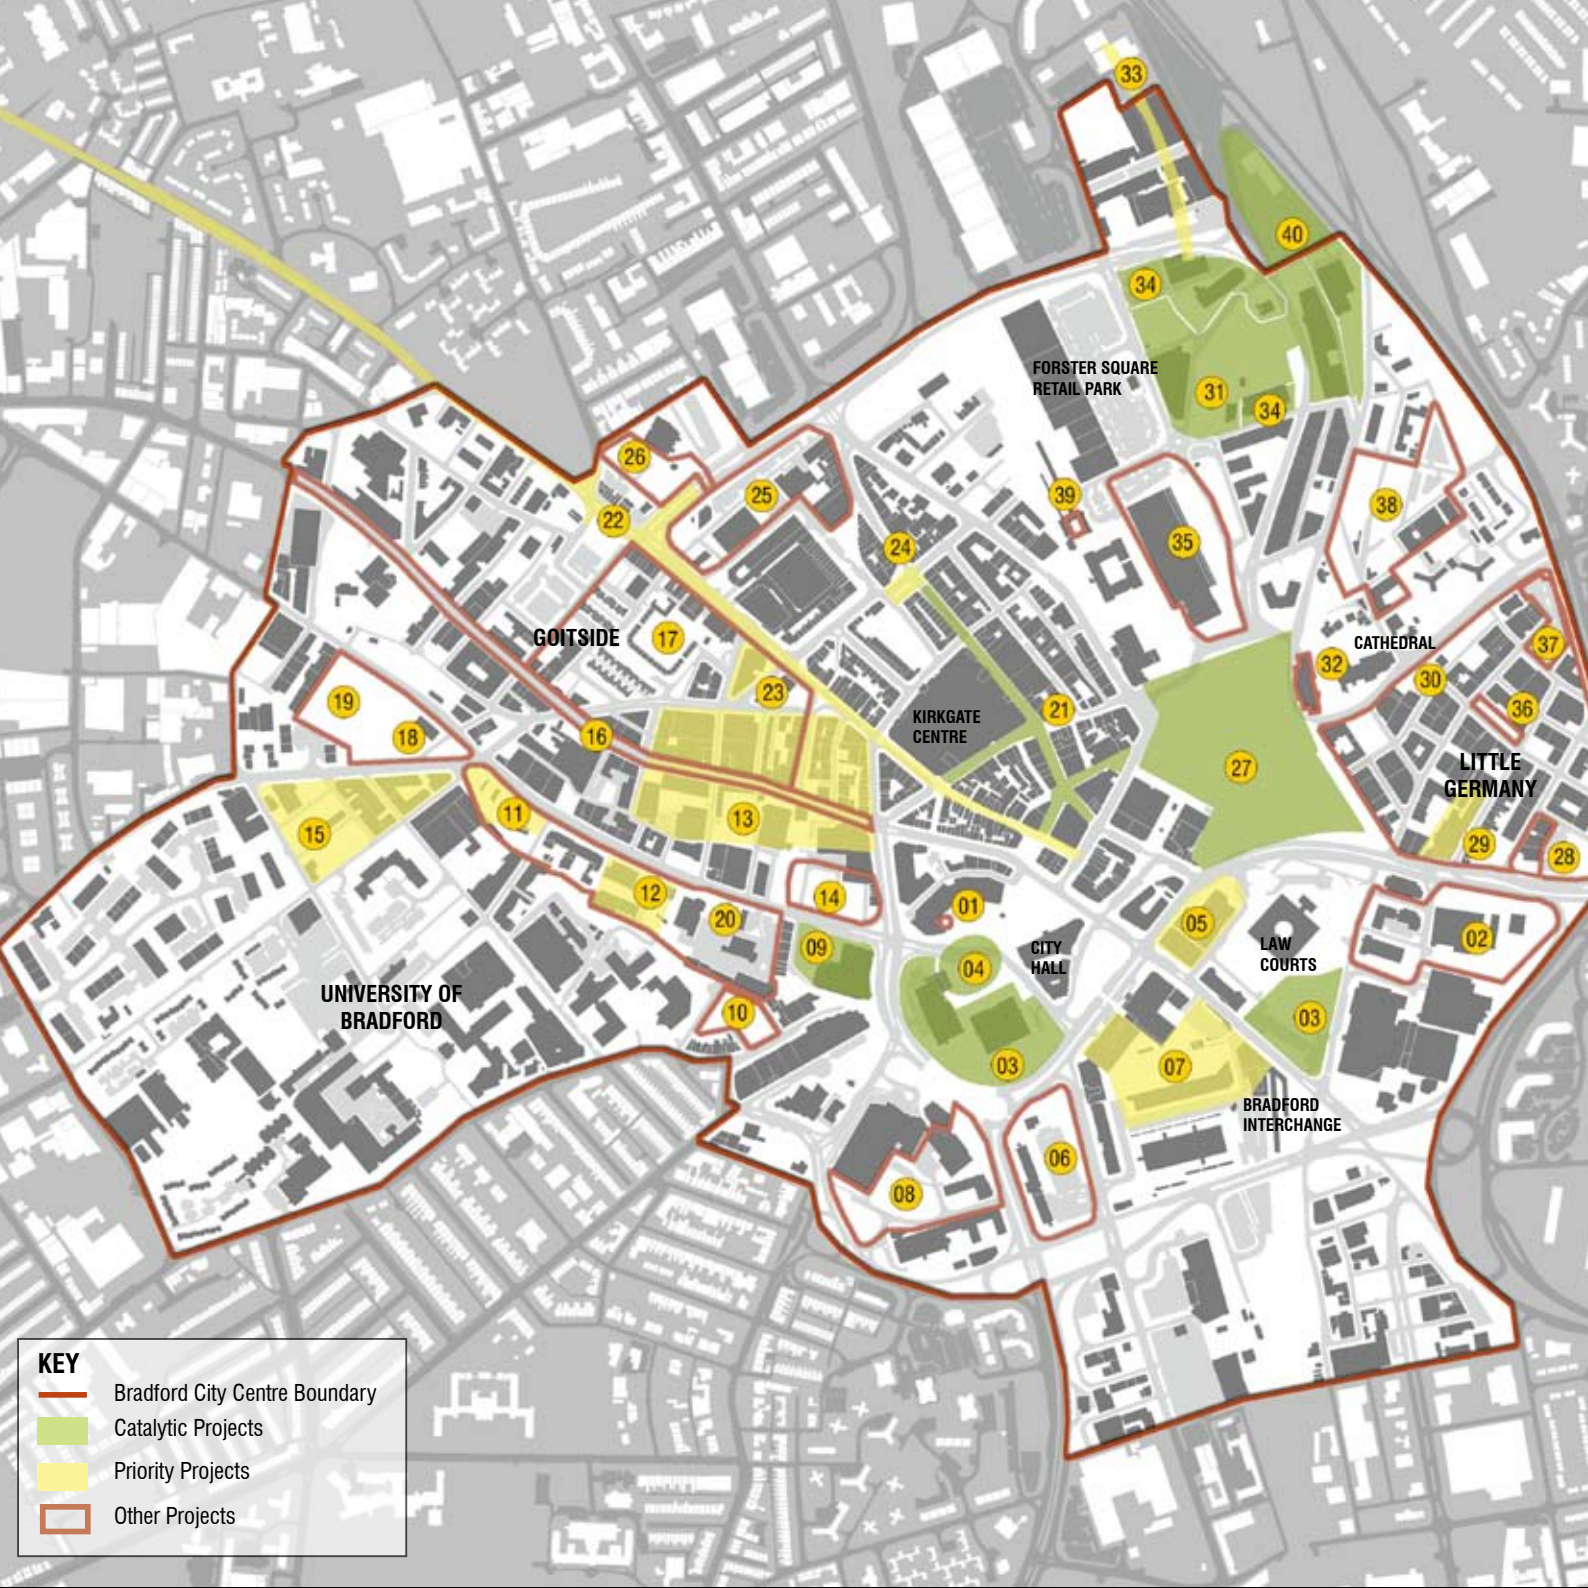 33
40
34
FORSTER SQUARE
RETAIL PARK
31
34
26
25
39
38
22
24
35
GOITSIDE
17
CATHEDRAL
37
32
30
19
23
21
36
KIRKGATE
CENTRE
18
16
27
LITTLE
GERMANY
11
13
15
29
28
12
14
01
20
05
02
09
CITY
HALL
LAW
COURTS
04
UNIVERSITY OF
BRADFORD
10
03
03
07
BRADFORD
INTERCHANGE
06
08
KEY
Bradford City Centre Boundary
Catalytic Projects
Priority Projects
Other Projects